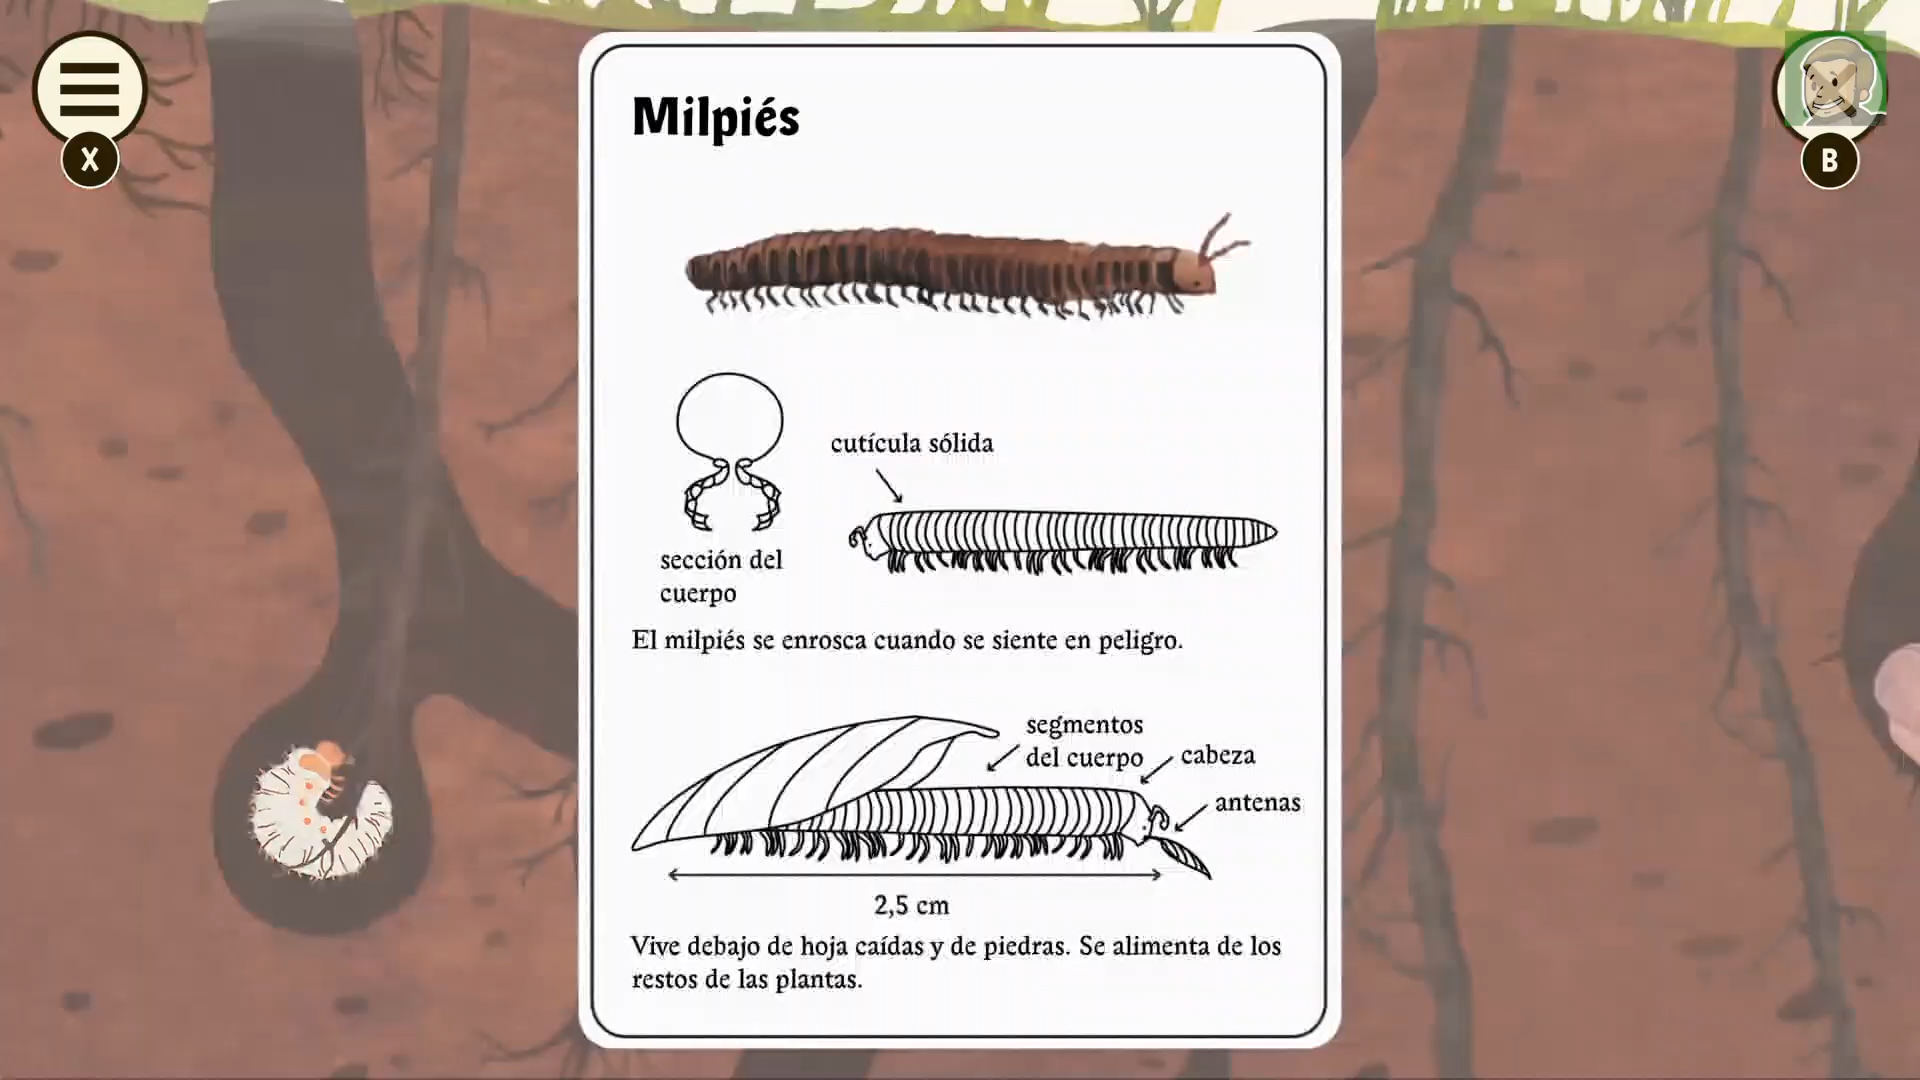 Milpiés
cutícula sólida
sección del
cuerpo
El milpiés se enrosca cuando se siente en peligro.
segmentos
del cuerpo
cabeza
antenas
2,5 cm
Vive debajo de hoja caídas y de piedras. Se alimenta de los
restos de las plantas.
X
B